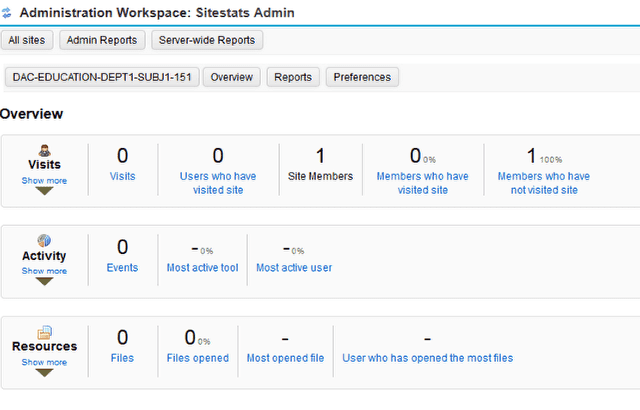 Administration Workspace: Sitestats Admin
All sites Admin Reports Server-wide Reports
DAC-EDUCATION-DEPT1-SUBJ1-151 Overview Reports Preferences
Overview
Visits
Show more
0
Visits
0
Users who have
visited site
1
Site Members
0 0%
Members who have
visited site
1 100%
Members who have
not visited site
Activity
Show more
0
Events
- 0%
Most active tool
- 0%
Most active user
Resources
Show more
0
Files
0 0%
Files opened
-
Most opened file
-
User who has opened the most files